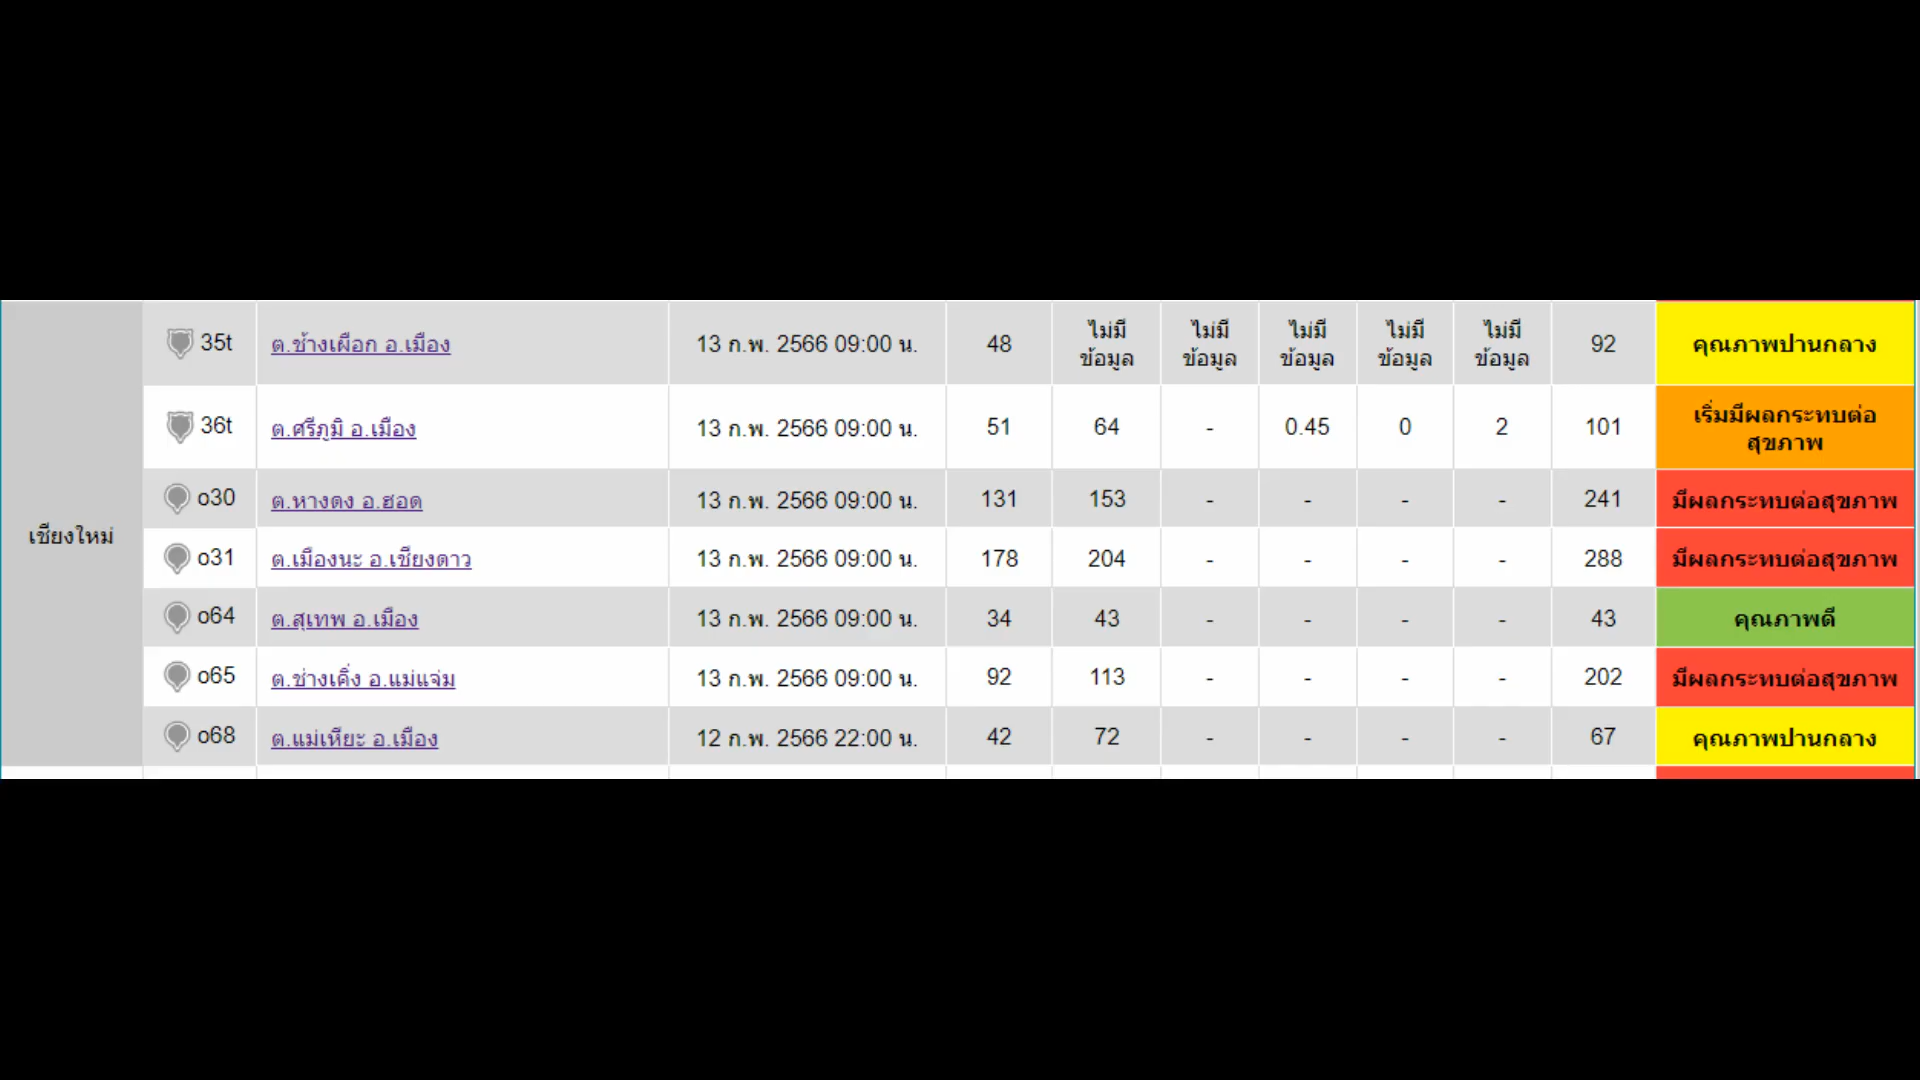 35t ต.ช้างเผือก อ.เมือง 13 ก.พ. 2566 09:00 น. 48 ไม่มีข้อมูล ไม่มีข้อมูล ไม่มีข้อมูล ไม่มีข้อมูล ไม่มีข้อมูล 92 คุณภาพปานกลาง
36t ต.ศรีภูมิ อ.เมือง 13 ก.พ. 2566 09:00 น. 51 64 - 0.45 0 2 101 เริ่มมีผลกระทบต่อสุขภาพ
o30 ต.หางดง อ.ฮอด 13 ก.พ. 2566 09:00 น. 131 153 - - - - 241 มีผลกระทบต่อสุขภาพ
เชียงใหม่
o31 ต.เมืองนะ อ.เชียงดาว 13 ก.พ. 2566 09:00 น. 178 204 - - - - 288 มีผลกระทบต่อสุขภาพ
o64 ต.สุเทพ อ.เมือง 13 ก.พ. 2566 09:00 น. 34 43 - - - - 43 คุณภาพดี
o65 ต.ช่างเคิ่ง อ.แม่แจ่ม 13 ก.พ. 2566 09:00 น. 92 113 - - - - 202 มีผลกระทบต่อสุขภาพ
o68 ต.แม่เหียะ อ.เมือง 12 ก.พ. 2566 22:00 น. 42 72 - - - - 67 คุณภาพปานกลาง